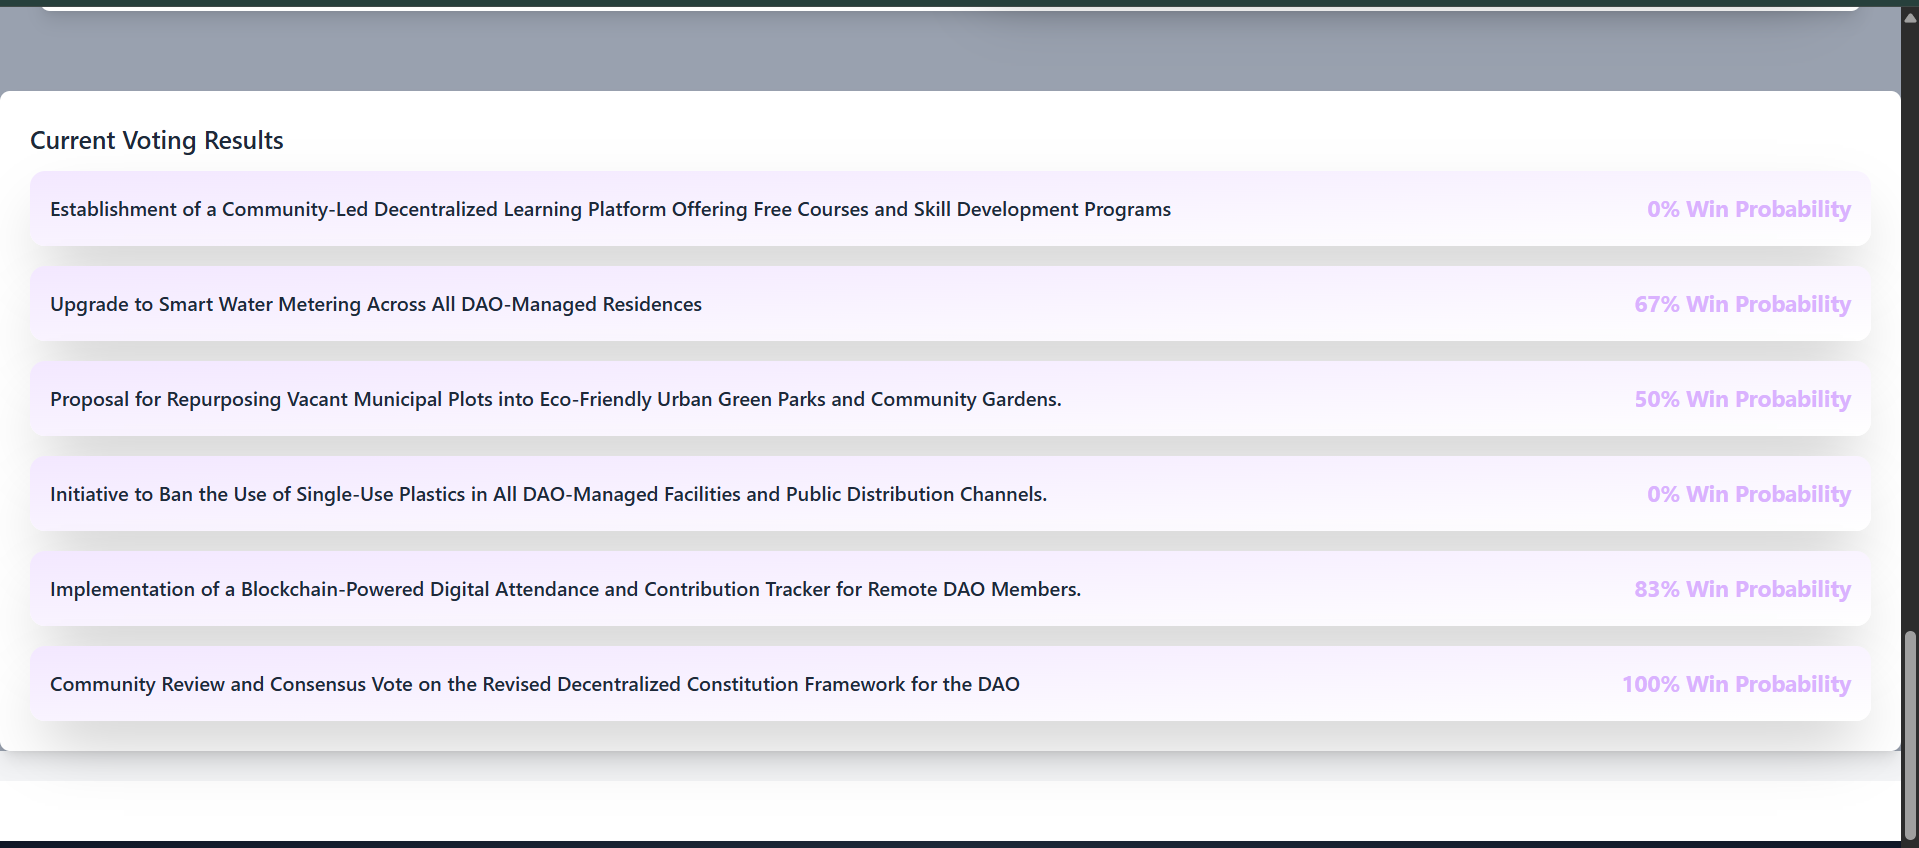 Current Voting Results
Establishment of a Community-Led Decentralized Learning Platform Offering Free Courses and Skill Development Programs 0% Win Probability
Upgrade to Smart Water Metering Across All DAO-Managed Residences 67% Win Probability
Proposal for Repurposing Vacant Municipal Plots into Eco-Friendly Urban Green Parks and Community Gardens. 50% Win Probability
Initiative to Ban the Use of Single-Use Plastics in All DAO-Managed Facilities and Public Distribution Channels. 0% Win Probability
Implementation of a Blockchain-Powered Digital Attendance and Contribution Tracker for Remote DAO Members. 83% Win Probability
Community Review and Consensus Vote on the Revised Decentralized Constitution Framework for the DAO 100% Win Probability